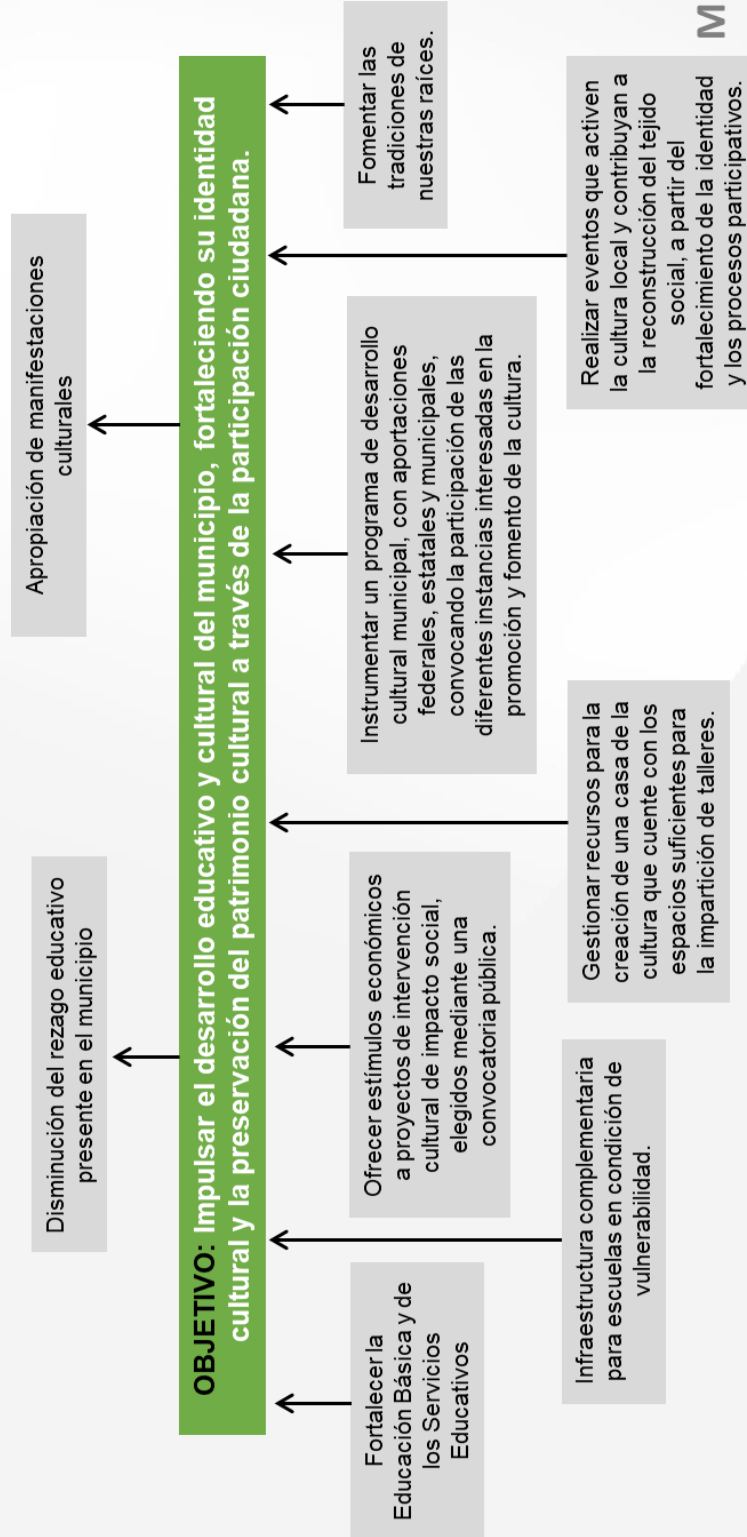 Disminución del rezago educativo
presente en el municipio
Apropiación de manifestaciones
culturales
OBJETIVO: Impulsar el desarrollo educativo y cultural del municipio, fortaleciendo su identidad
cultural y la preservación del patrimonio cultural a través de la participación ciudadana.
Fortalecer la
Educación Básica y de
los Servicios
Educativos
Ofrecer estímulos económicos
a proyectos de intervención
cultural de impacto social,
elegidos mediante una
convocatoria pública.
Instrumentar un programa de desarrollo
cultural municipal, con aportaciones
federales, estatales y municipales,
convocando la participación de las
diferentes instancias interesadas en la
promoción y fomento de la cultura.
Fomentar las
tradiciones de
nuestras raíces.
Infraestructura complementaria
para escuelas en condición de
vulnerabilidad.
Gestionar recursos para la
creación de una casa de la
cultura que cuente con los
espacios suficientes para
la impartición de talleres.
Realizar eventos que activen
la cultura local y contribuyan a
la reconstrucción del tejido
social, a partir del
fortalecimiento de la identidad
y los procesos participativos.
M